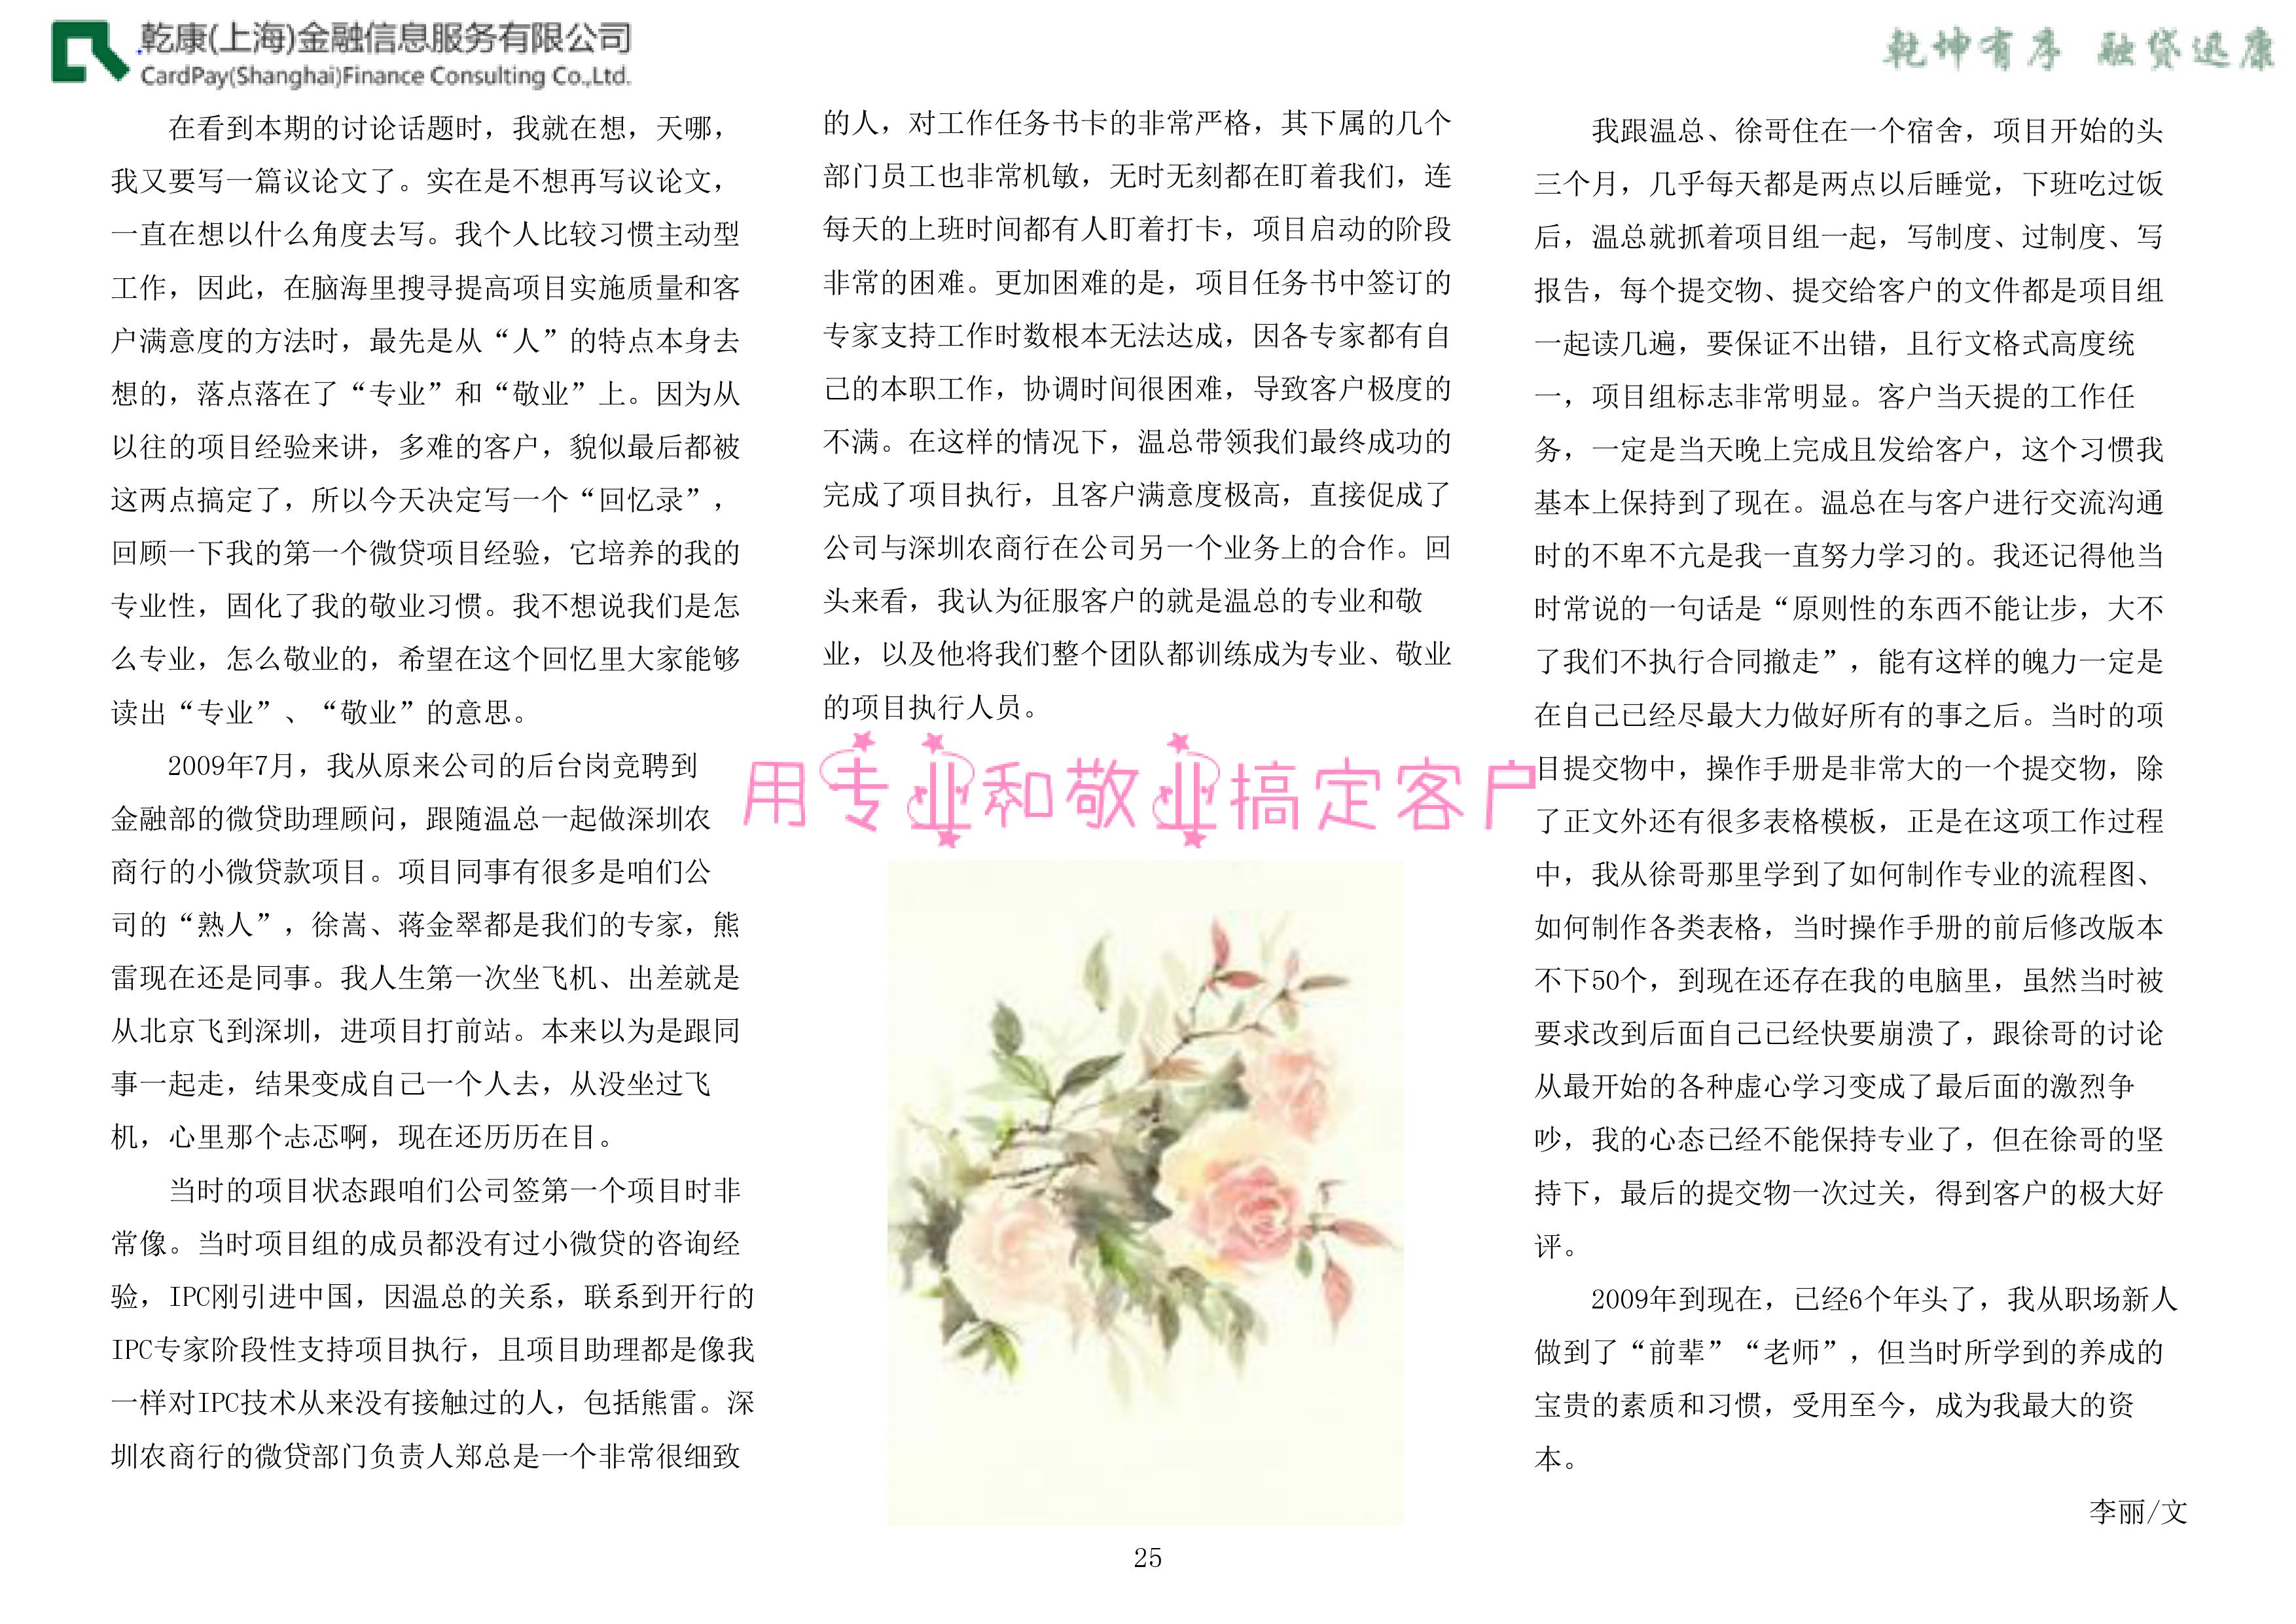 乾康(上海)金融信息服务有限公司
CardPay(Shanghai)Finance Consulting Co.,Ltd.
乾坤有序 融贷迅康
在看到本期的讨论话题时，我就在想，天哪，
我又要写一篇议论文了。实在是不想再写议论文，
一直在想以什么角度去写。我个人比较习惯主动型
工作，因此，在脑海里搜寻提高项目实施质量和客
户满意度的方法时，最先是从“人”的特点本身去
想的，落点落在了“专业”和“敬业”上。因为从
以往的项目经验来讲，多难的客户，貌似最后都被
这两点搞定了，所以今天决定写一个“回忆录”，
回顾一下我的第一个微贷项目经验，它培养的我的
专业性，固化了我的敬业习惯。我不想说我们是怎
么专业，怎么敬业的，希望在这个回忆里大家能够
读出“专业”、“敬业”的意思。
2009年7月，我从原来公司的后台岗竞聘到
金融部的微贷助理顾问，跟随温总一起做深圳农
商行的小微贷款项目。项目同事有很多是咱们公
司的“熟人”，徐嵩、蒋金翠都是我们的专家，熊
雷现在还是同事。我人生第一次坐飞机、出差就是
从北京飞到深圳，进项目打前站。本来以为是跟同
事一起走，结果变成自己一个人去，从没坐过飞
机，心里那个忐忑啊，现在还历历在目。
当时的项目状态跟咱们公司签第一个项目时非
常像。当时项目组的成员都没有过小微贷的咨询经
验，IPC刚引进中国，因温总的关系，联系到开行的
IPC专家阶段性支持项目执行，且项目助理都是像我
一样对IPC技术从来没有接触过的人，包括熊雷。深
圳农商行的微贷部门负责人郑总是一个非常很细致
的人，对工作任务书卡的非常严格，其下属的几个
部门员工也非常机敏，无时无刻都在盯着我们，连
每天的上班时间都有人盯着打卡，项目启动的阶段
非常的困难。更加困难的是，项目任务书中签订的
专家支持工作时数根本无法达成，因各专家都有自
己的本职工作，协调时间很困难，导致客户极度的
不满。在这样的情况下，温总带领我们最终成功的
完成了项目执行，且客户满意度极高，直接促成了
公司与深圳农商行在公司另一个业务上的合作。回
头来看，我认为征服客户的就是温总的专业和敬
业，以及他将我们整个团队都训练成为专业、敬业
的项目执行人员。
用专业和敬业搞定客户
我跟温总、徐哥住在一个宿舍，项目开始的头
三个月，几乎每天都是两点以后睡觉，下班吃过饭
后，温总就抓着项目组一起，写制度、过制度、写
报告，每个提交物、提交给客户的文件都是项目组
一起读几遍，要保证不出错，且行文格式高度统
一，项目组标志非常明显。客户当天提的工作任
务，一定是当天晚上完成且发给客户，这个习惯我
基本上保持到了现在。温总在与客户进行交流沟通
时的不卑不亢是我一直努力学习的。我还记得他当
时常说的一句话是“原则性的东西不能让步，大不
了我们不执行合同撤走”，能有这样的魄力一定是
在自己已经尽最大力做好所有的事之后。当时的项
目提交物中，操作手册是非常大的一个提交物，除
了正文外还有很多表格模板，正是在这项工作过程
中，我从徐哥那里学到了如何制作专业的流程图、
如何制作各类表格，当时操作手册的前后修改版本
不下50个，到现在还存在我的电脑里，虽然当时被
要求改到后面自己已经快要崩溃了，跟徐哥的讨论
从最开始的各种虚心学习变成了最后面的激烈争
吵，我的心态已经不能保持专业了，但在徐哥的坚
持下，最后的提交物一次过关，得到客户的极大好
评。
2009年到现在，已经6个年头了，我从职场新人
做到了“前辈”“老师”，但当时所学到的养成的
宝贵的素质和习惯，受用至今，成为我最大的资
本。
李丽/文
25